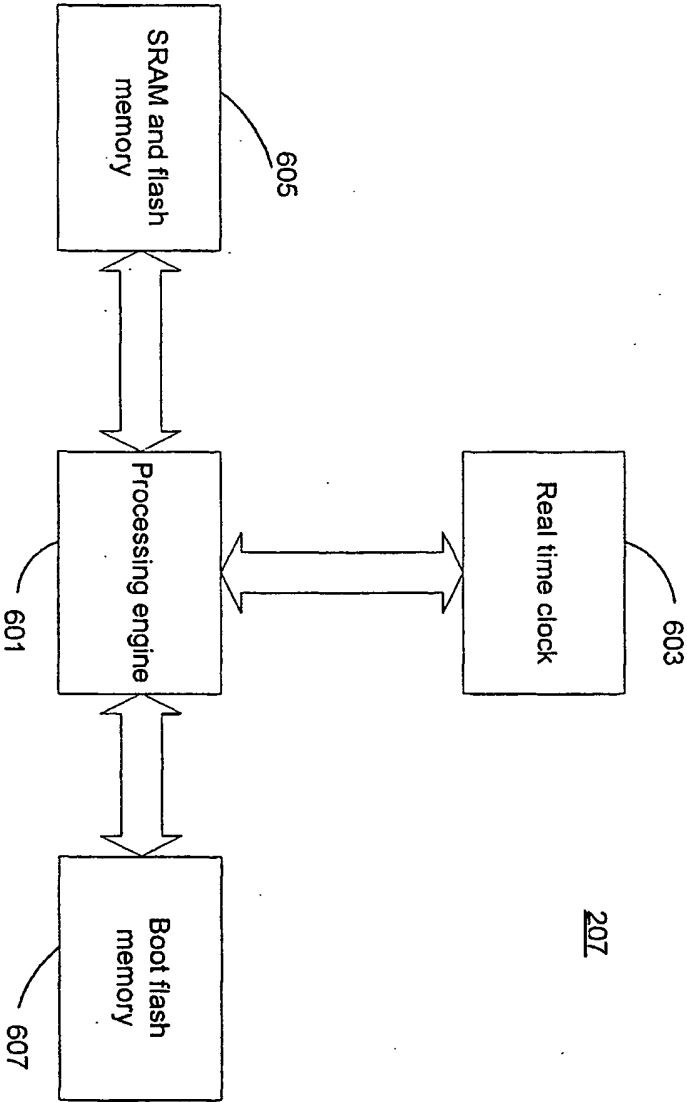 603
Real time clock
207
605
SRAM and flash
memory
Processing engine
601
Boot flash
memory
607